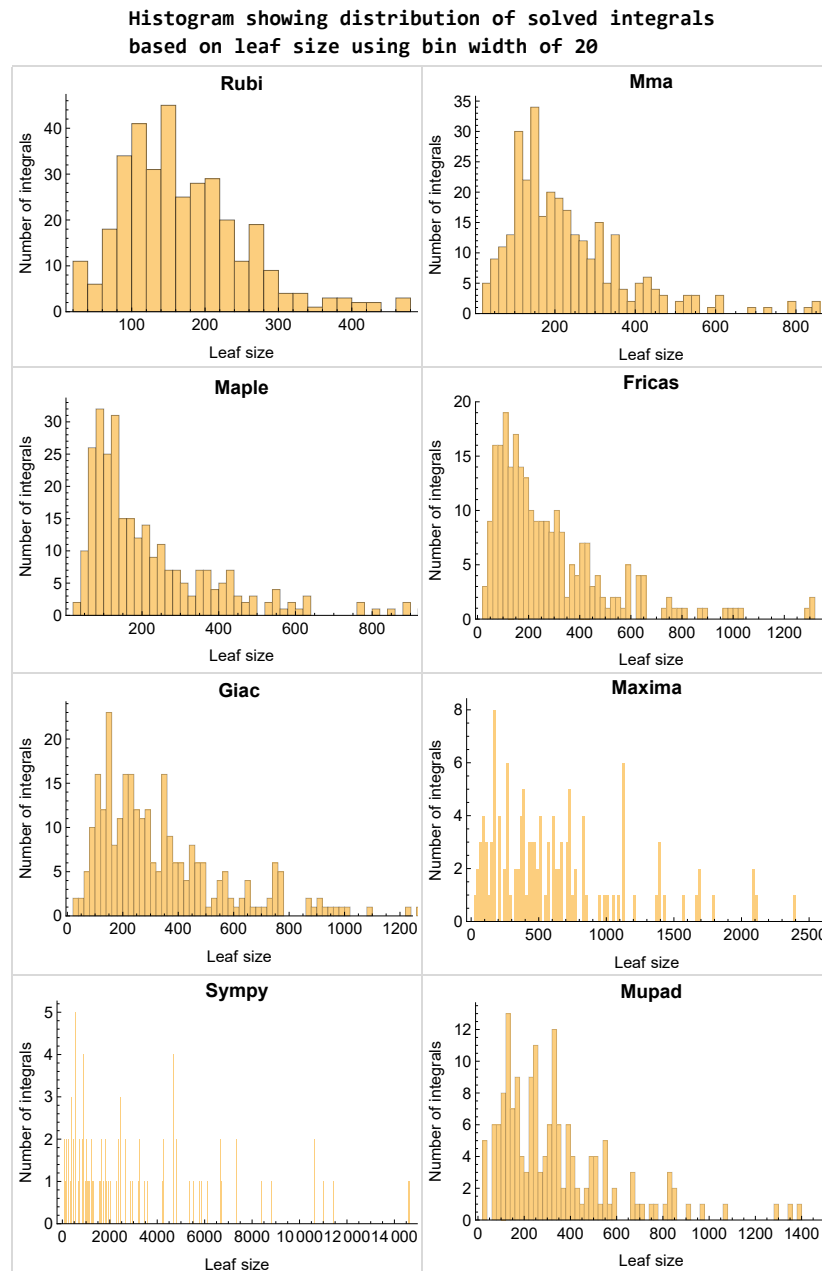 Histogram showing distribution of solved integrals
based on leaf size using bin width of 20
Rubi
Number of integrals
0 10 20 30 40
100 200 300 400
Leaf size
Mma
Number of integrals
0 5 10 15 20 25 30 35
200 400 600 800
Leaf size
Maple
Number of integrals
0 5 10 15 20 25 30
200 400 600 800
Leaf size
Fricas
Number of integrals
0 5 10 15 20
0 200 400 600 800 1000 1200
Leaf size
Giac
Number of integrals
0 5 10 15 20
0 200 400 600 800 1000 1200
Leaf size
Maxima
Number of integrals
0 2 4 6 8
0 500 1000 1500 2000 2500
Leaf size
Sympy
Number of integrals
0 1 2 3 4 5
0 2000 4000 6000 8000 10 000 12 000 14 000
Leaf size
Mupad
Number of integrals
0 2 4 6 8 10 12
0 200 400 600 800 1000 1200 1400
Leaf size